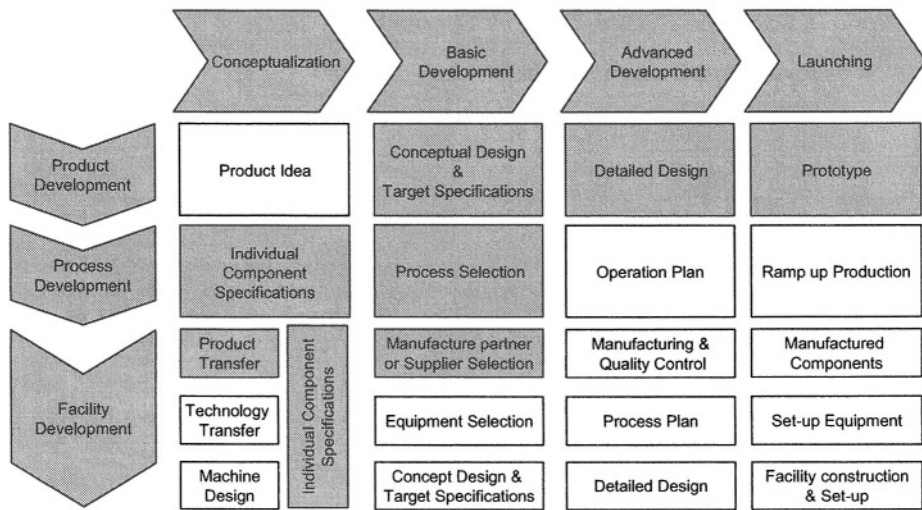 Conceptualization
Basic
Development
Advanced
Development
Launching
Product
Development
Product Idea
Conceptual Design
&
Target Specifications
Detailed Design
Prototype
Process
Development
Individual
Component
Specifications
Process Selection
Operation Plan
Ramp up Production
Facility
Development
Product
Transfer
Individual Component
Specifications
Manufacture partner
or Supplier Selection
Manufacturing &
Quality Control
Manufactured
Components
Technology
Transfer
Equipment Selection
Process Plan
Set-up Equipment
Machine
Design
Concept Design &
Target Specifications
Detailed Design
Facility construction
& Set-up